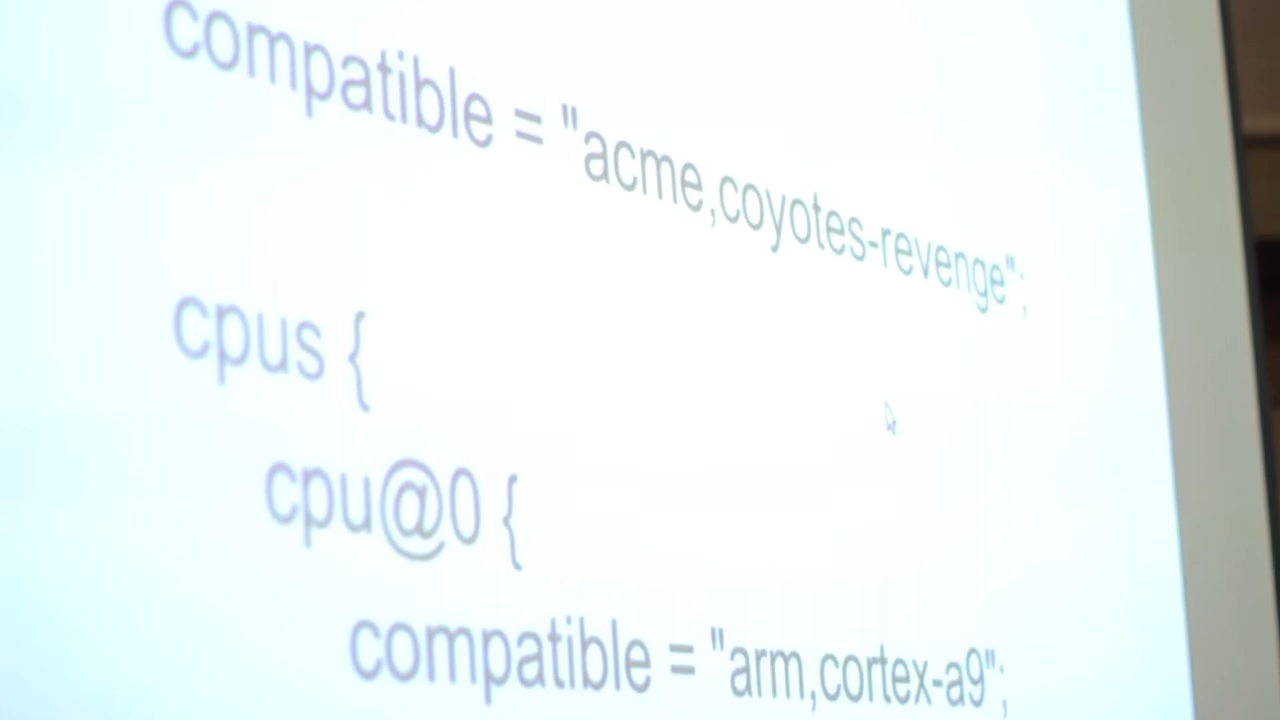 compatible = "acme,coyotes-revenge";
cpus {
cpu@0 {
compatible = "arm,cortex-a9";